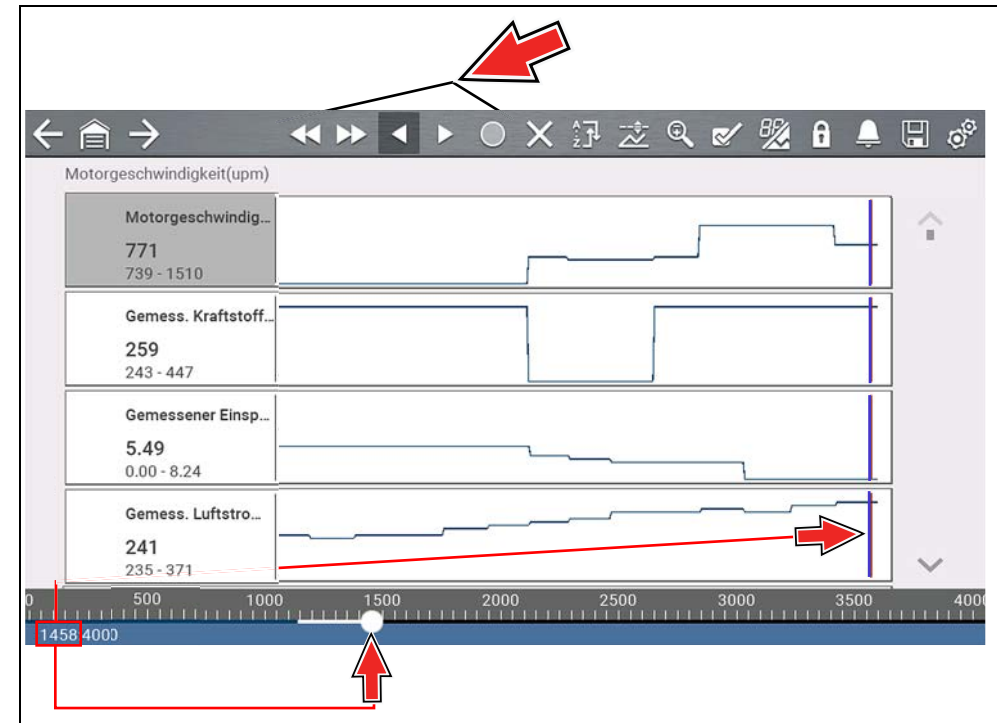 Motorgeschwindigkeit(upm)
Motorgeschwindig...
771
739 - 1510
Gemess. Kraftstoff...
259
243 - 447
Gemessener Einsp...
5.49
0.00 - 8.24
Gemess. Luftstro...
241
235 - 371
0 500 1000 1500 2000 2500 3000 3500 4000
1458/4000